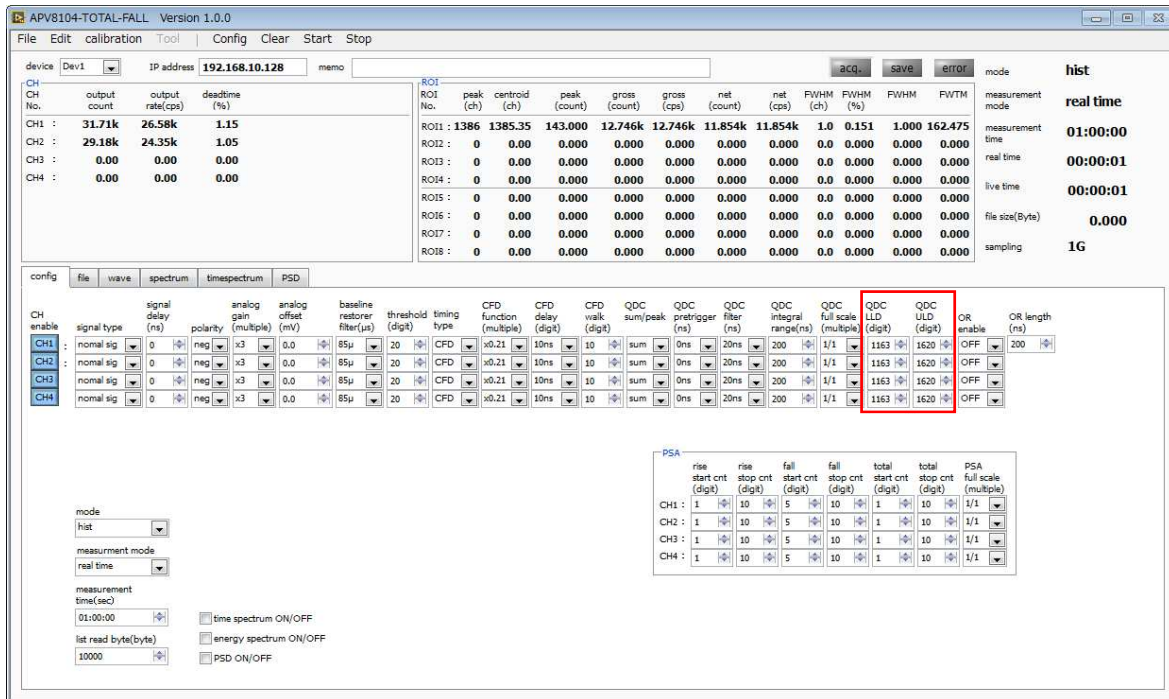 APV8104-TOTAL-FALL Version 1.0.0
File Edit calibration Tool | Config Clear Start Stop
device Dev1 IP address 192.168.10.128 memo acq. save error mode hist
CH
CH No. output count output rate(cps) deadtime (%)
CH1 : 31.71k 26.58k 1.15
CH2 : 29.18k 24.35k 1.05
CH3 : 0.00 0.00 0.00
CH4 : 0.00 0.00 0.00
ROI
ROI No. peak (ch) centroid (ch) peak (count) gross (count) gross (cps) net (count) net (cps) FWHM (ch) FWHM (%) FWHM FWTM
ROI1 : 1386 1385.35 143.000 12.746k 12.746k 11.854k 11.854k 1.0 0.151 1.000 162.475
ROI2 : 0 0.00 0.000 0.000 0.000 0.000 0.000 0.0 0.000 0.000 0.000
ROI3 : 0 0.00 0.000 0.000 0.000 0.000 0.000 0.0 0.000 0.000 0.000
ROI4 : 0 0.00 0.000 0.000 0.000 0.000 0.000 0.0 0.000 0.000 0.000
ROI5 : 0 0.00 0.000 0.000 0.000 0.000 0.000 0.0 0.000 0.000 0.000
ROI6 : 0 0.00 0.000 0.000 0.000 0.000 0.000 0.0 0.000 0.000 0.000
ROI7 : 0 0.00 0.000 0.000 0.000 0.000 0.000 0.0 0.000 0.000 0.000
ROI8 : 0 0.00 0.000 0.000 0.000 0.000 0.000 0.0 0.000 0.000 0.000
measurement mode real time
measurement time 01:00:00
real time 00:00:01
live time 00:00:01
file size(Byte) 0.000
sampling 1G
config file wave spectrum timespectrum PSD
CH enable signal type signal delay (ns) polarity analog gain (multiple) analog offset (mV) baseline restorer filter(μs) threshold (digit) timing type CFD function (multiple) CFD delay (digit) CFD walk (digit) QDC sum/peak QDC pretrigger (ns) QDC filter (ns) QDC integral range(ns) QDC full scale (multiple) QDC LLD (digit) QDC ULD (digit) OR enable OR length (ns)
CH1 : nomal sig 0 neg x3 0.0 85μ 20 CFD x0.21 10ns 10 sum 0ns 20ns 200 1/1 1163 1620 OFF 200
CH2 : nomal sig 0 neg x3 0.0 85μ 20 CFD x0.21 10ns 10 sum 0ns 20ns 200 1/1 1163 1620 OFF
CH3 nomal sig 0 neg x3 0.0 85μ 20 CFD x0.21 10ns 10 sum 0ns 20ns 200 1/1 1163 1620 OFF
CH4 nomal sig 0 neg x3 0.0 85μ 20 CFD x0.21 10ns 10 sum 0ns 20ns 200 1/1 1163 1620 OFF
PSA
rise start cnt (digit) rise stop cnt (digit) fall start cnt (digit) fall stop cnt (digit) total start cnt (digit) total stop cnt (digit) PSA full scale (multiple)
CH1 : 1 10 5 10 1 10 1/1
CH2 : 1 10 5 10 1 10 1/1
CH3 : 1 10 5 10 1 10 1/1
CH4 : 1 10 5 10 1 10 1/1
mode
hist
measurment mode
real time
measurement time(sec)
01:00:00
list read byte(byte)
10000
time spectrum ON/OFF
energy spectrum ON/OFF
PSD ON/OFF